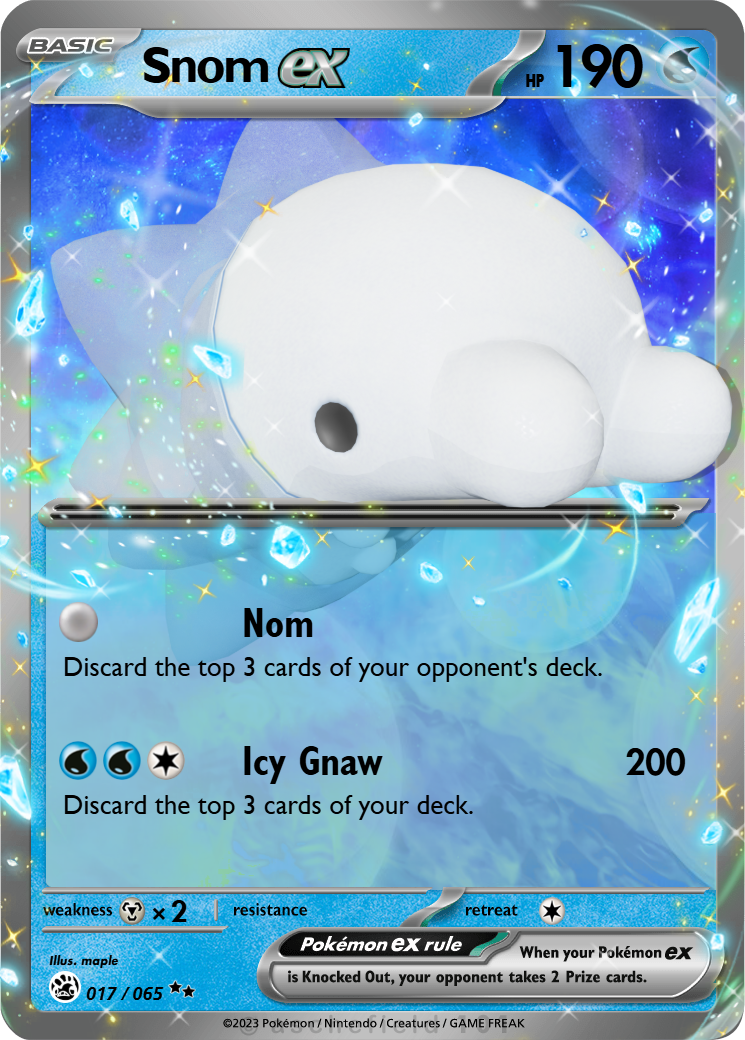 BASIC
Snom ex
HP 190
Nom
Discard the top 3 cards of your opponent's deck.
Icy Gnaw 200
Discard the top 3 cards of your deck.
weakness × 2 resistance retreat
Pokémon ex rule
When your Pokémon ex
is Knocked Out, your opponent takes 2 Prize cards.
Illus. maple
017 / 065
©2023 Pokémon / Nintendo / Creatures / GAME FREAK